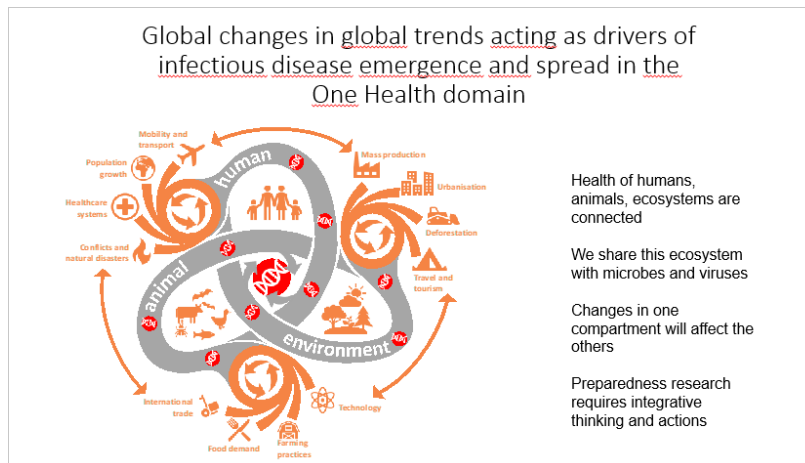 Global changes in global trends acting as drivers of
infectious disease emergence and spread in the
One Health domain
Mobility and
transport
Population
growth
Healthcare
systems
Conflicts and
natural disasters
human
Mass production
Urbanisation
Deforestation
Travel and
tourism
animal
environment
International
trade
Food demand
Farming
practices
Technology
Health of humans,
animals, ecosystems are
connected
We share this ecosystem
with microbes and viruses
Changes in one
compartment will affect the
others
Preparedness research
requires integrative
thinking and actions